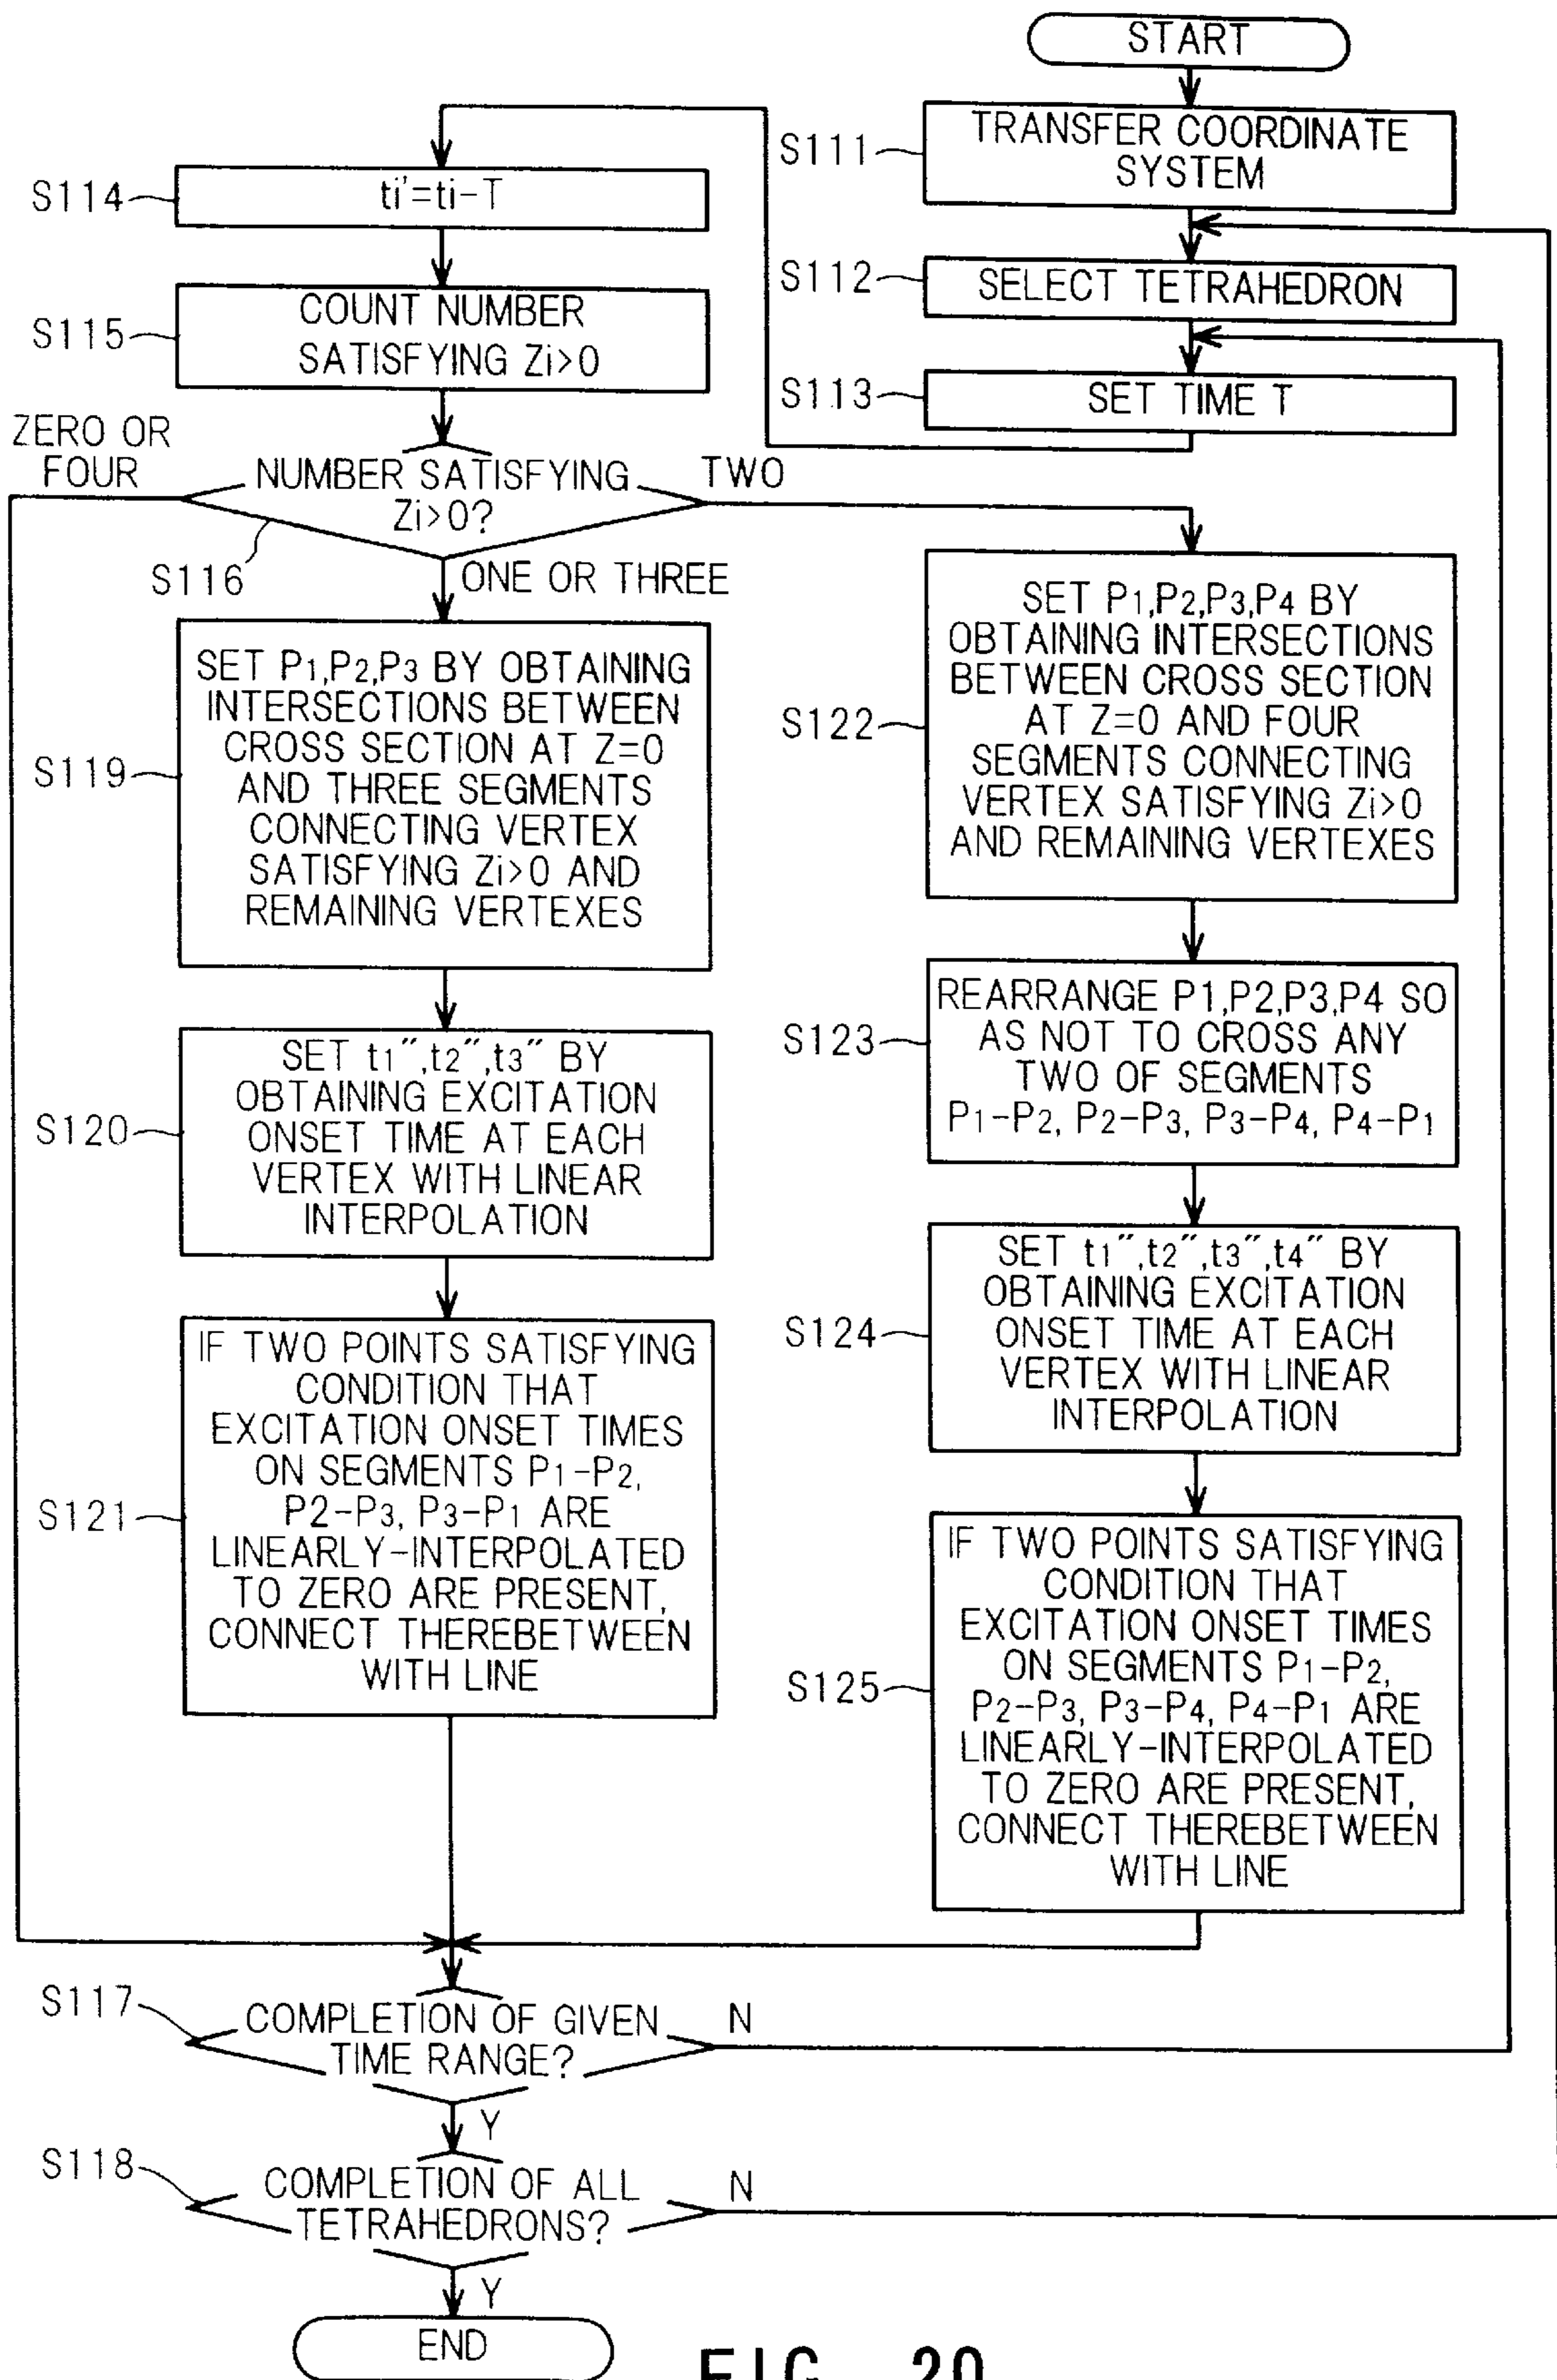 START
S111
TRANSFER COORDINATE
SYSTEM
S112
SELECT TETRAHEDRON
S113
SET TIME T
S114
ti'=ti-T
S115
COUNT NUMBER
SATISFYING Zi>0
ZERO OR
FOUR
NUMBER SATISFYING
Zi>0?
TWO
S116
ONE OR THREE
S119
SET P1,P2,P3 BY OBTAINING
INTERSECTIONS BETWEEN
CROSS SECTION AT Z=0
AND THREE SEGMENTS
CONNECTING VERTEX
SATISFYING Zi>0 AND
REMAINING VERTEXES
S120
SET t1",t2",t3" BY
OBTAINING EXCITATION
ONSET TIME AT EACH
VERTEX WITH LINEAR
INTERPOLATION
S121
IF TWO POINTS SATISFYING
CONDITION THAT
EXCITATION ONSET TIMES
ON SEGMENTS P1-P2,
P2-P3, P3-P1 ARE
LINEARLY-INTERPOLATED
TO ZERO ARE PRESENT,
CONNECT THEREBETWEEN
WITH LINE
S122
SET P1,P2,P3,P4 BY
OBTAINING INTERSECTIONS
BETWEEN CROSS SECTION
AT Z=0 AND FOUR
SEGMENTS CONNECTING
VERTEX SATISFYING Zi>0
AND REMAINING VERTEXES
S123
REARRANGE P1,P2,P3,P4 SO
AS NOT TO CROSS ANY
TWO OF SEGMENTS
P1-P2, P2-P3, P3-P4, P4-P1
S124
SET t1",t2",t3",t4" BY
OBTAINING EXCITATION
ONSET TIME AT EACH
VERTEX WITH LINEAR
INTERPOLATION
S125
IF TWO POINTS SATISFYING
CONDITION THAT
EXCITATION ONSET TIMES
ON SEGMENTS P1-P2,
P2-P3, P3-P4, P4-P1 ARE
LINEARLY-INTERPOLATED
TO ZERO ARE PRESENT,
CONNECT THEREBETWEEN
WITH LINE
S117
COMPLETION OF GIVEN
TIME RANGE?
N
Y
S118
COMPLETION OF ALL
TETRAHEDRONS?
N
Y
END
FIG. 20